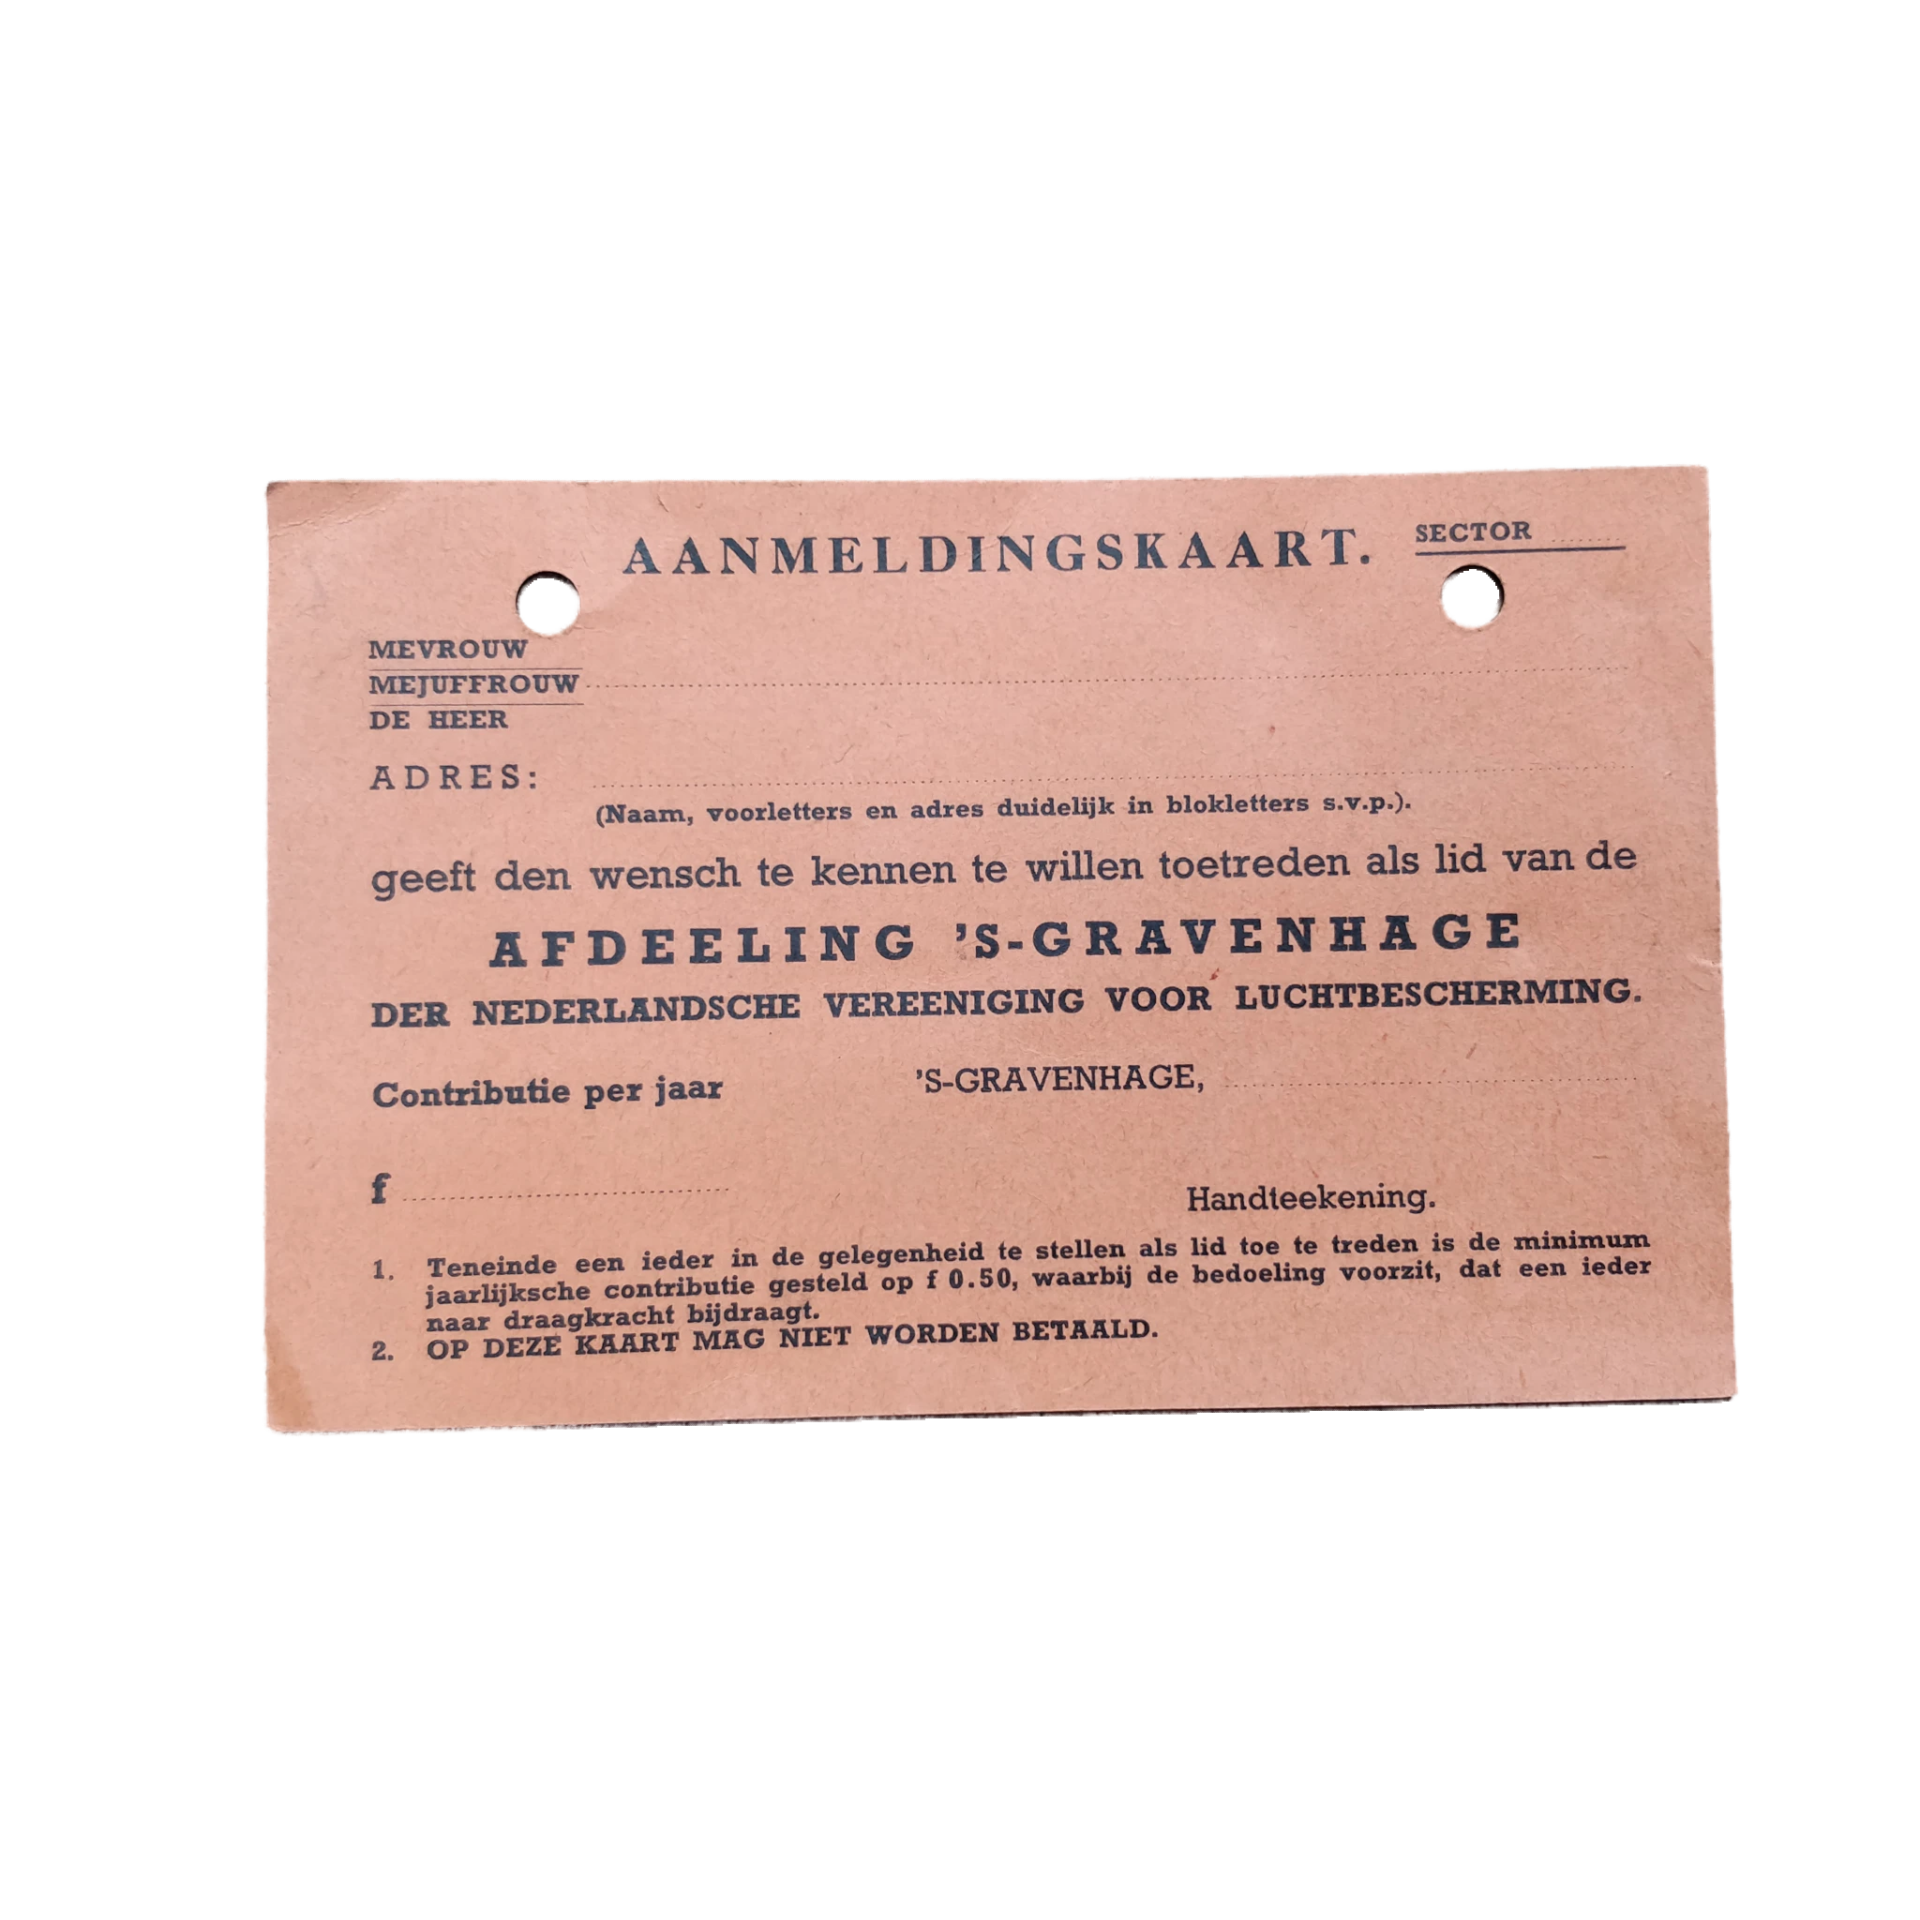 AANMELDINGSKAART.
SECTOR
MEVROUW
MEJUFFROUW
DE HEER
ADRES:
(Naam, voorletters en adres duidelijk in blokletters s.v.p.).
geeft den wensch te kennen te willen toetreden als lid van de
AFDEELING 'S-GRAVENHAGE
DER NEDERLANDSCHE VEREENIGING VOOR LUCHTBESCHERMING.
Contributie per jaar
'S-GRAVENHAGE,
f
Handteekening.
1. Teneinde een ieder in de gelegenheid te stellen als lid toe te treden is de minimum
jaarlijksche contributie gesteld op f 0.50, waarbij de bedoeling voorzit, dat een ieder
naar draagkracht bijdraagt.
2. OP DEZE KAART MAG NIET WORDEN BETAALD.